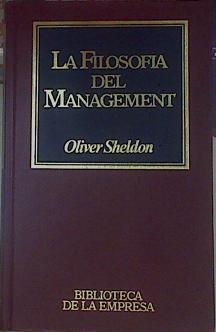 LA FILOSOFIA
DEL
MANAGEMENT
Oliver Sheldon
BIBLIOTECA
DE LA EMPRESA